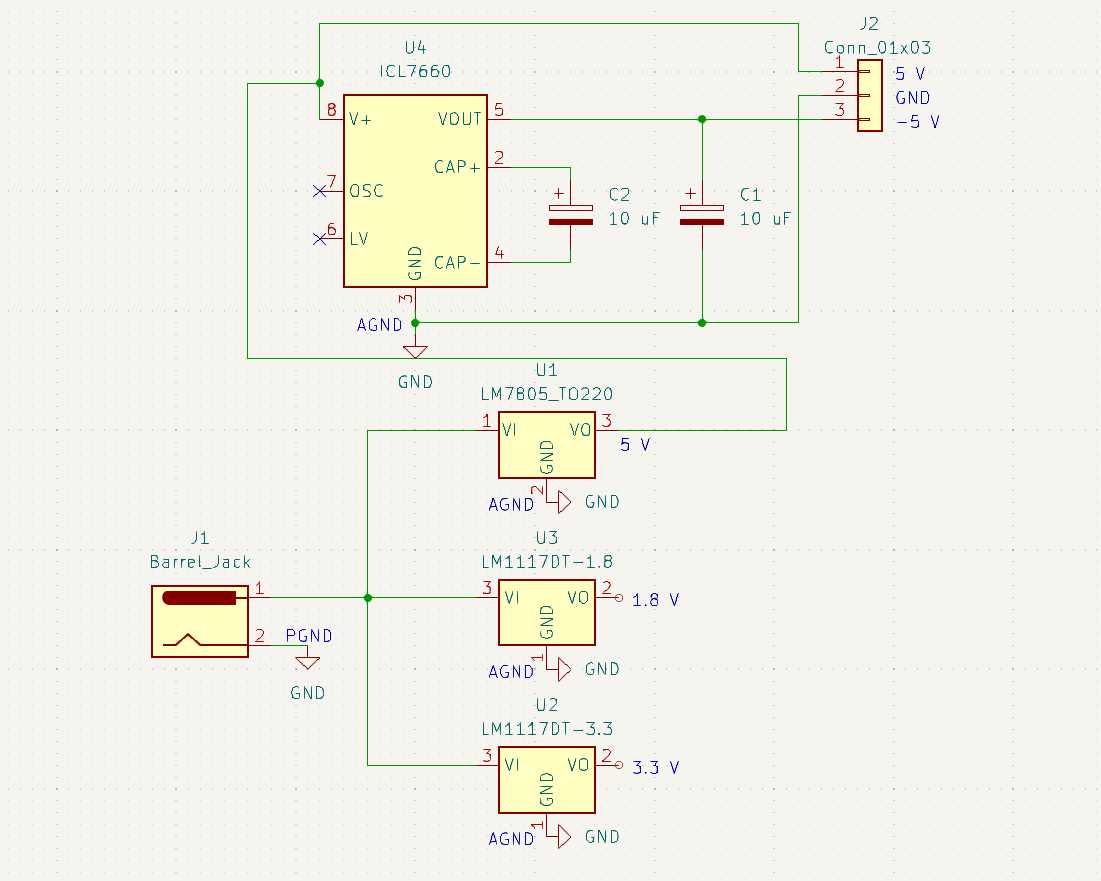 J2
Conn_01x03
1
5 V
2
GND
3
-5 V
U4
ICL7660
8
V+
VOUT
5
CAP+
2
7
OSC
6
LV
GND
3
CAP-
4
+
C2
10 uF
+
C1
10 uF
AGND
GND
U1
LM7805_TO220
1
VI
VO
3
GND
5 V
2
AGND
GND
J1
Barrel_Jack
1
2
PGND
GND
U3
LM1117DT-1.8
3
VI
VO
2
GND
1.8 V
1
AGND
GND
U2
LM1117DT-3.3
3
VI
VO
2
GND
3.3 V
1
AGND
GND